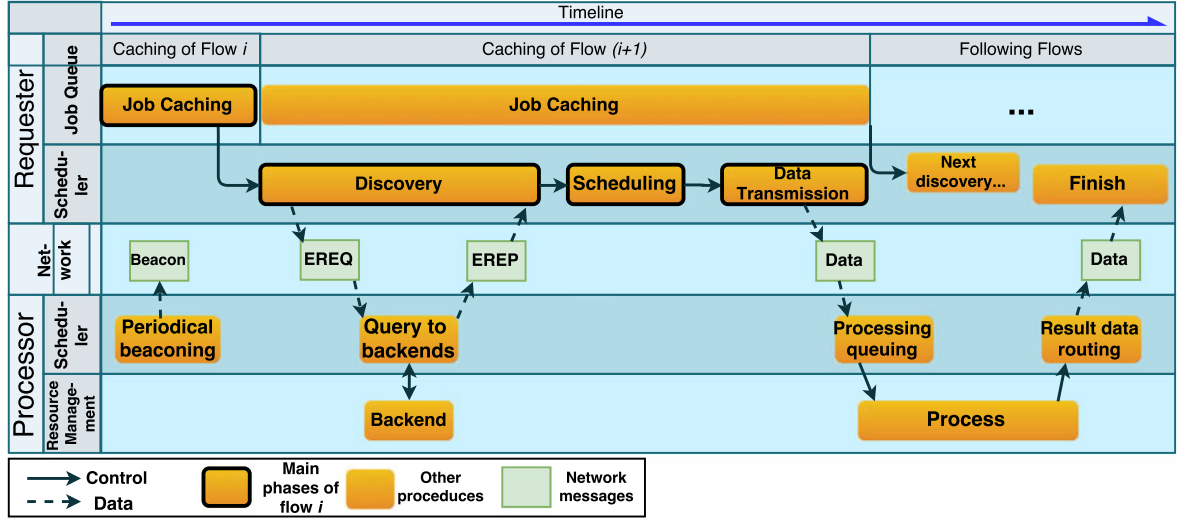 Timeline
Caching of Flow i
Caching of Flow (i+1)
Following Flows
Requester
Job Queue
Job Caching
Job Caching
...
Schedu-
ler
Discovery
Scheduling
Data
Transmission
Next
discovery...
Finish
Net-
work
Beacon
EREQ
EREP
Data
Data
Processor
Schedu-
ler
Periodical
beaconing
Query to
backends
Processing
queuing
Result data
routing
Resource
Manage-
ment
Backend
Process
Control
Data
Main
phases of
flow i
Other
proceduces
Network
messages